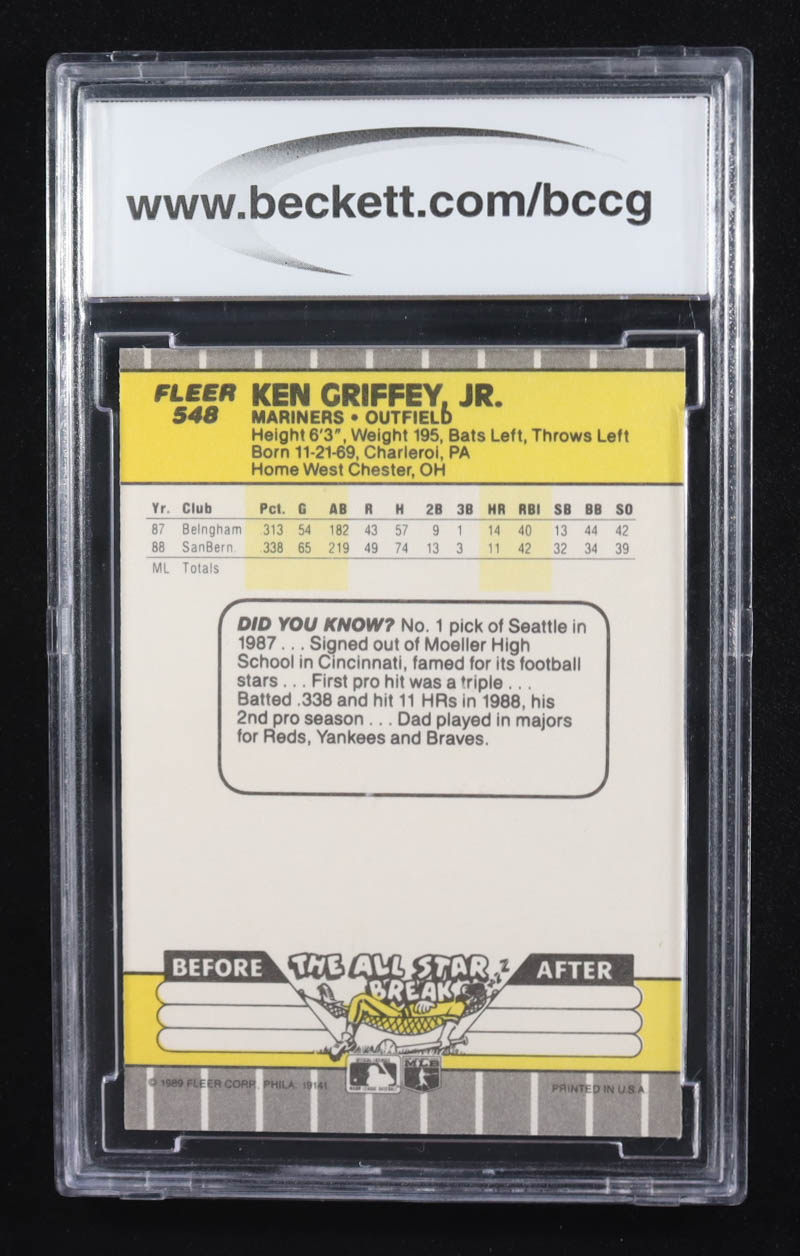 www.beckett.com/bccg
FLEER 548
KEN GRIFFEY, JR.
MARINERS • OUTFIELD
Height 6'3", Weight 195, Bats Left, Throws Left
Born 11-21-69, Charleroi, PA
Home West Chester, OH
Yr. Club Pct. G AB R H 2B 3B HR RBI SB BB SO
87 Belngham .313 54 182 43 57 9 1 14 40 13 44 42
88 SanBern. .338 65 219 49 74 13 3 11 42 32 34 39
ML Totals
DID YOU KNOW? No. 1 pick of Seattle in
1987 . . . Signed out of Moeller High
School in Cincinnati, famed for its football
stars . . . First pro hit was a triple . . .
Batted .338 and hit 11 HRs in 1988, his
2nd pro season . . . Dad played in majors
for Reds, Yankees and Braves.
BEFORE THE ALL STAR BREAK zzz AFTER
© 1989 FLEER CORP., PHILA. 19141
MLB
PRINTED IN U.S.A.